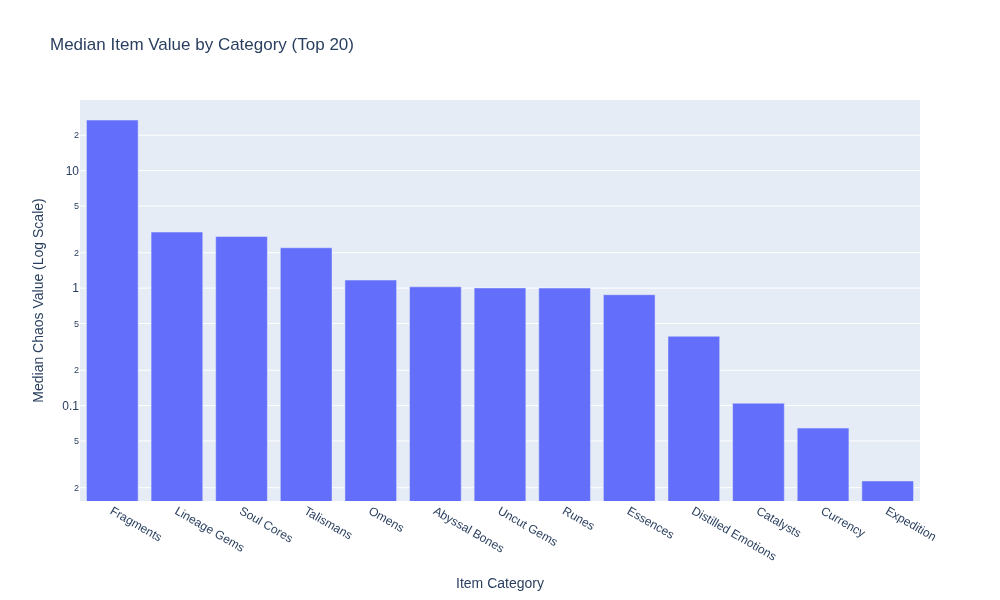 Median Item Value by Category (Top 20)
Median Chaos Value (Log Scale)
2
10
5
2
1
5
2
0.1
5
2
Fragments
Lineage Gems
Soul Cores
Talismans
Omens
Abyssal Bones
Uncut Gems
Runes
Essences
Distilled Emotions
Catalysts
Currency
Expedition
Item Category